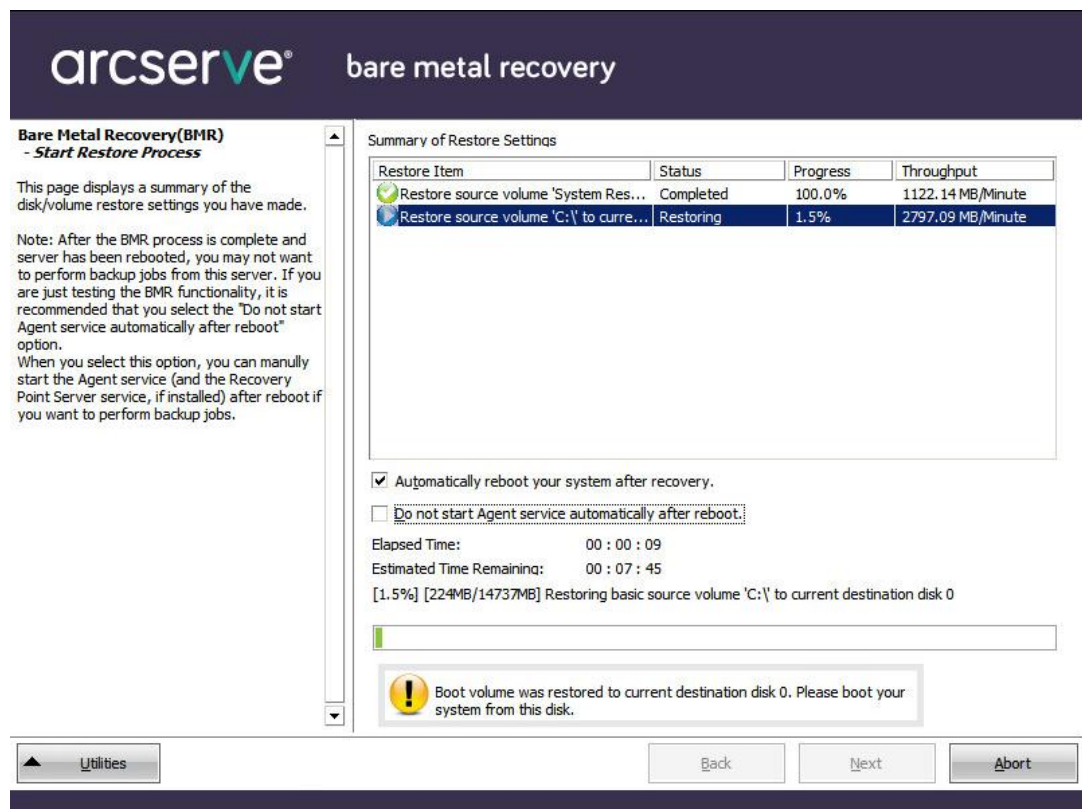 arcserve® bare metal recovery
Bare Metal Recovery(BMR)
- Start Restore Process
This page displays a summary of the
disk/volume restore settings you have made.
Note: After the BMR process is complete and
server has been rebooted, you may not want
to perform backup jobs from this server. If you
are just testing the BMR functionality, it is
recommended that you select the "Do not start
Agent service automatically after reboot"
option.
When you select this option, you can manully
start the Agent service (and the Recovery
Point Server service, if installed) after reboot if
you want to perform backup jobs.
Summary of Restore Settings
Restore Item Status Progress Throughput
Restore source volume 'System Res... Completed 100.0% 1122.14 MB/Minute
Restore source volume 'C:\' to curre... Restoring 1.5% 2797.09 MB/Minute
Automatically reboot your system after recovery.
Do not start Agent service automatically after reboot.
Elapsed Time: 00 : 00 : 09
Estimated Time Remaining: 00 : 07 : 45
[1.5%] [224MB/14737MB] Restoring basic source volume 'C:\' to current destination disk 0
Boot volume was restored to current destination disk 0. Please boot your
system from this disk.
Utilities Back Next Abort